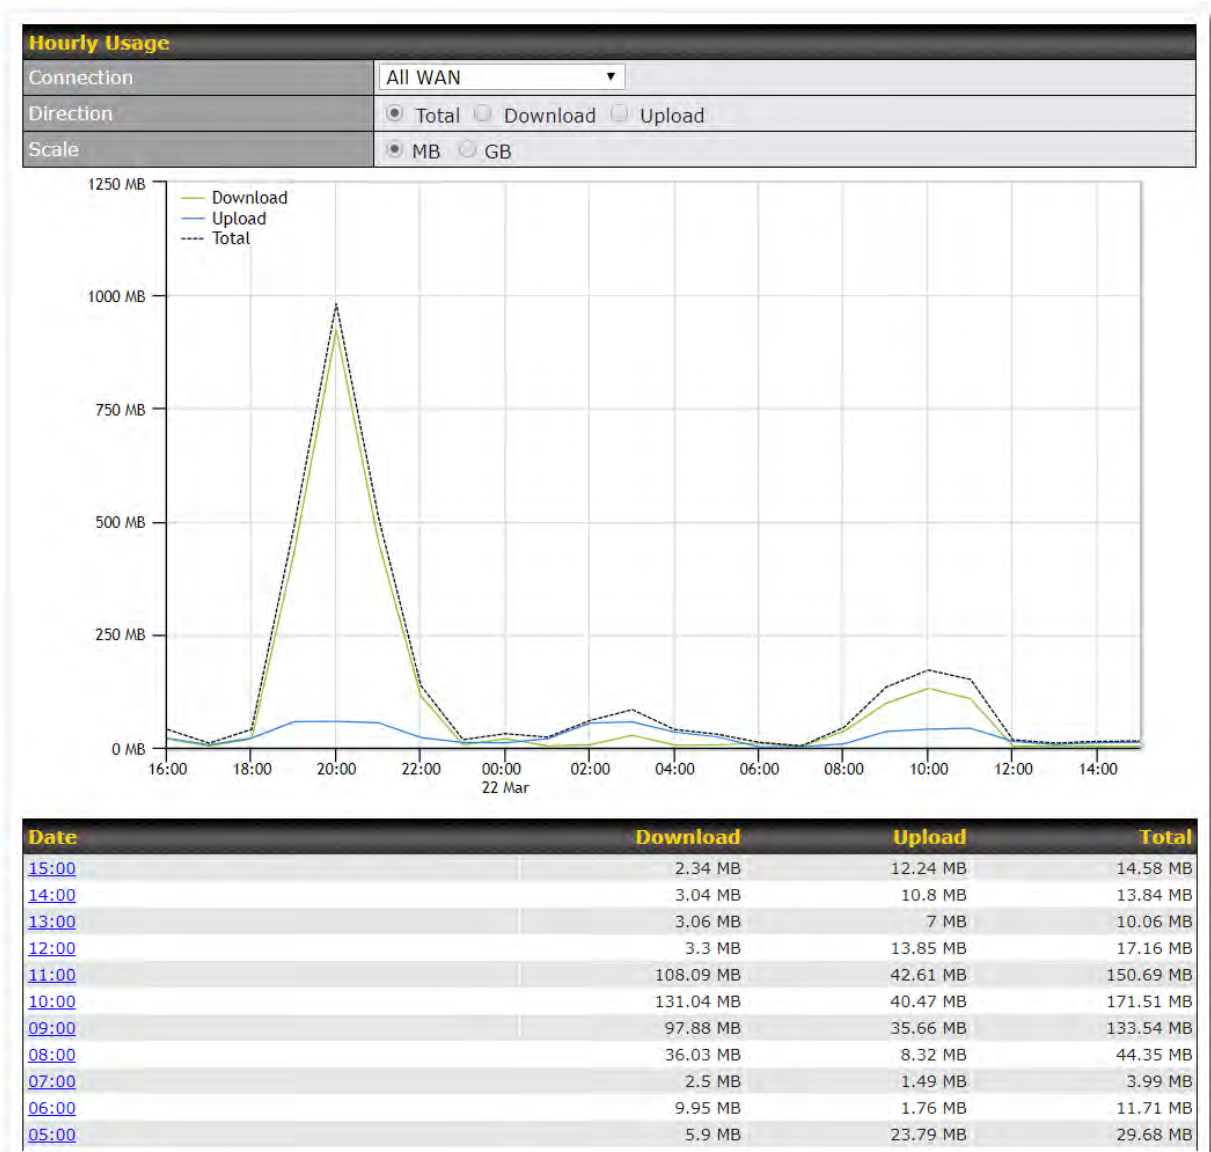 Hourly Usage
Connection All WAN
Direction Total Download Upload
Scale MB GB
1250 MB
Download
Upload
Total
1000 MB
750 MB
500 MB
250 MB
0 MB
16:00 18:00 20:00 22:00 00:00 02:00 04:00 06:00 08:00 10:00 12:00 14:00
22 Mar
Date Download Upload Total
15:00 2.34 MB 12.24 MB 14.58 MB
14:00 3.04 MB 10.8 MB 13.84 MB
13:00 3.06 MB 7 MB 10.06 MB
12:00 3.3 MB 13.85 MB 17.16 MB
11:00 108.09 MB 42.61 MB 150.69 MB
10:00 131.04 MB 40.47 MB 171.51 MB
09:00 97.88 MB 35.66 MB 133.54 MB
08:00 36.03 MB 8.32 MB 44.35 MB
07:00 2.5 MB 1.49 MB 3.99 MB
06:00 9.95 MB 1.76 MB 11.71 MB
05:00 5.9 MB 23.79 MB 29.68 MB